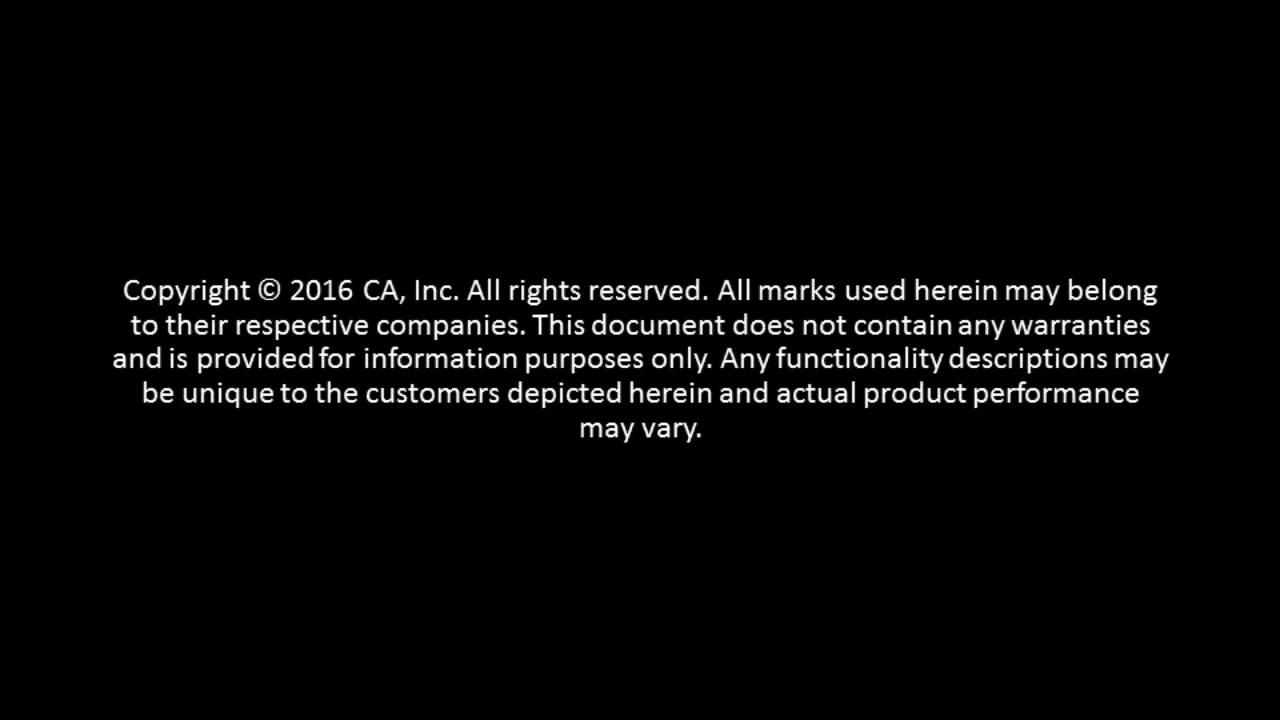 Copyright © 2016 CA, Inc. All rights reserved. All marks used herein may belong
to their respective companies. This document does not contain any warranties
and is provided for information purposes only. Any functionality descriptions may
be unique to the customers depicted herein and actual product performance
may vary.